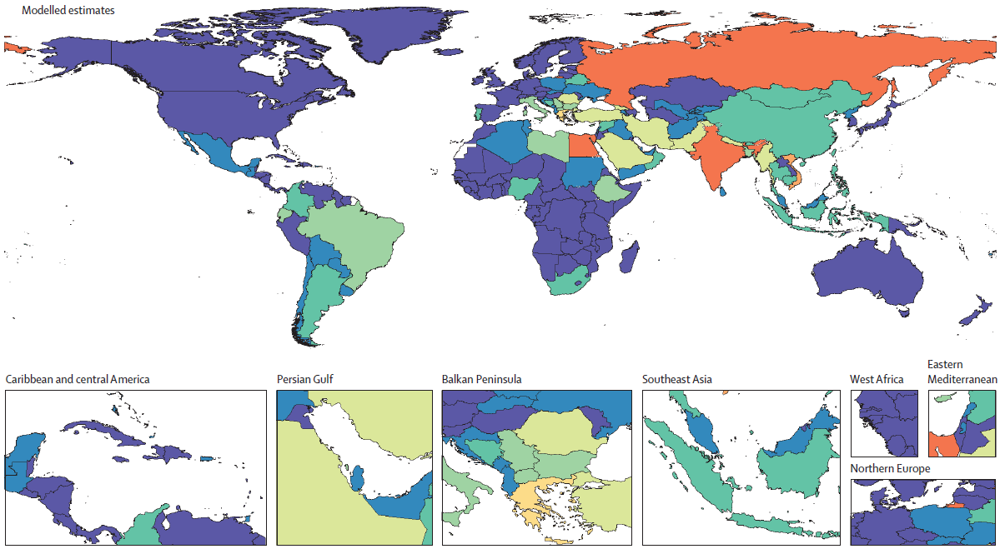 Modelled estimates
Caribbean and central America
Persian Gulf
Balkan Peninsula
Southeast Asia
West Africa
Eastern
Mediterranean
Northern Europe